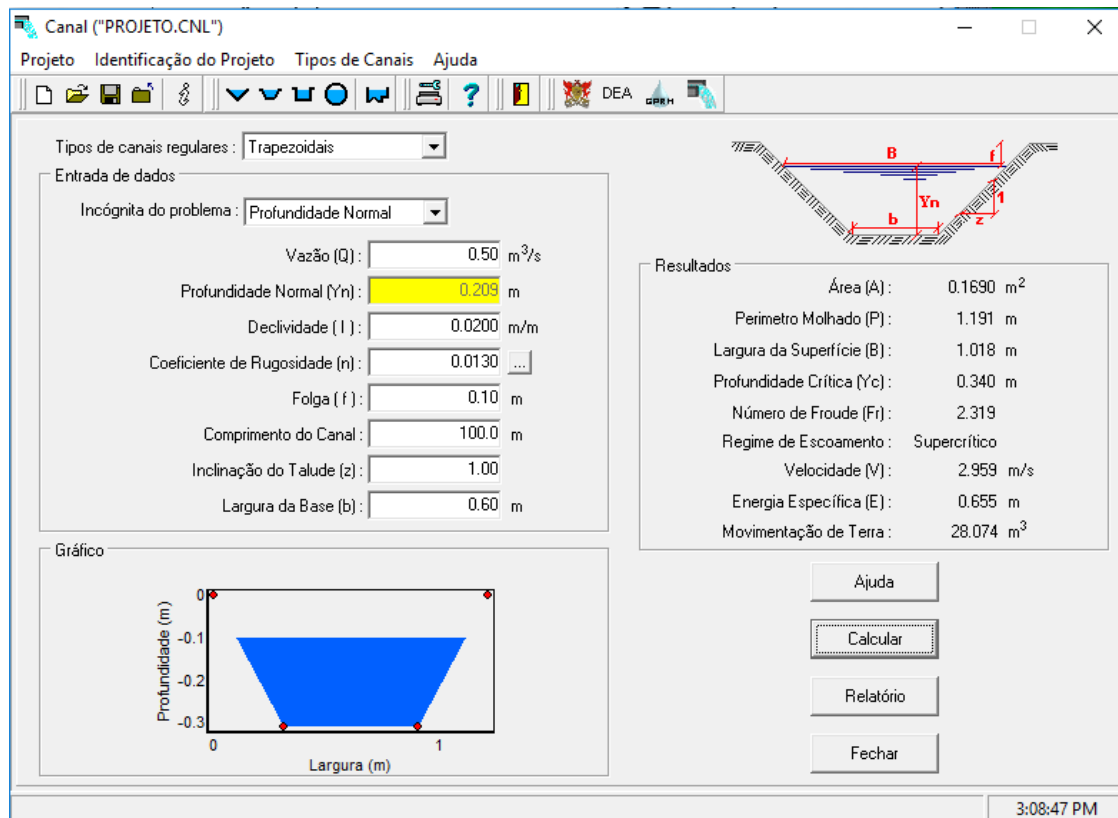 Canal ("PROJETO.CNL")
Projeto Identificação do Projeto Tipos de Canais Ajuda
DEA GPRH
Tipos de canais regulares : Trapezoidais
Entrada de dados
Incógnita do problema : Profundidade Normal
Vazão (Q) : 0.50 m³/s
Profundidade Normal (Yn) : 0.209 m
Declividade ( I ) : 0.0200 m/m
Coeficiente de Rugosidade (n) : 0.0130 ...
Folga ( f ) : 0.10 m
Comprimento do Canal : 100.0 m
Inclinação do Talude (z) : 1.00
Largura da Base (b) : 0.60 m
B f
Yn 1
b z
Resultados
Área (A) : 0.1690 m²
Perimetro Molhado (P) : 1.191 m
Largura da Superfície (B) : 1.018 m
Profundidade Crítica (Yc) : 0.340 m
Número de Froude (Fr) : 2.319
Regime de Escoamento : Supercrítico
Velocidade (V) : 2.959 m/s
Energia Específica (E) : 0.655 m
Movimentação de Terra : 28.074 m³
Gráfico
Profundidade (m)
0
-0.1
-0.2
-0.3
0 1
Largura (m)
Ajuda
Calcular
Relatório
Fechar
3:08:47 PM